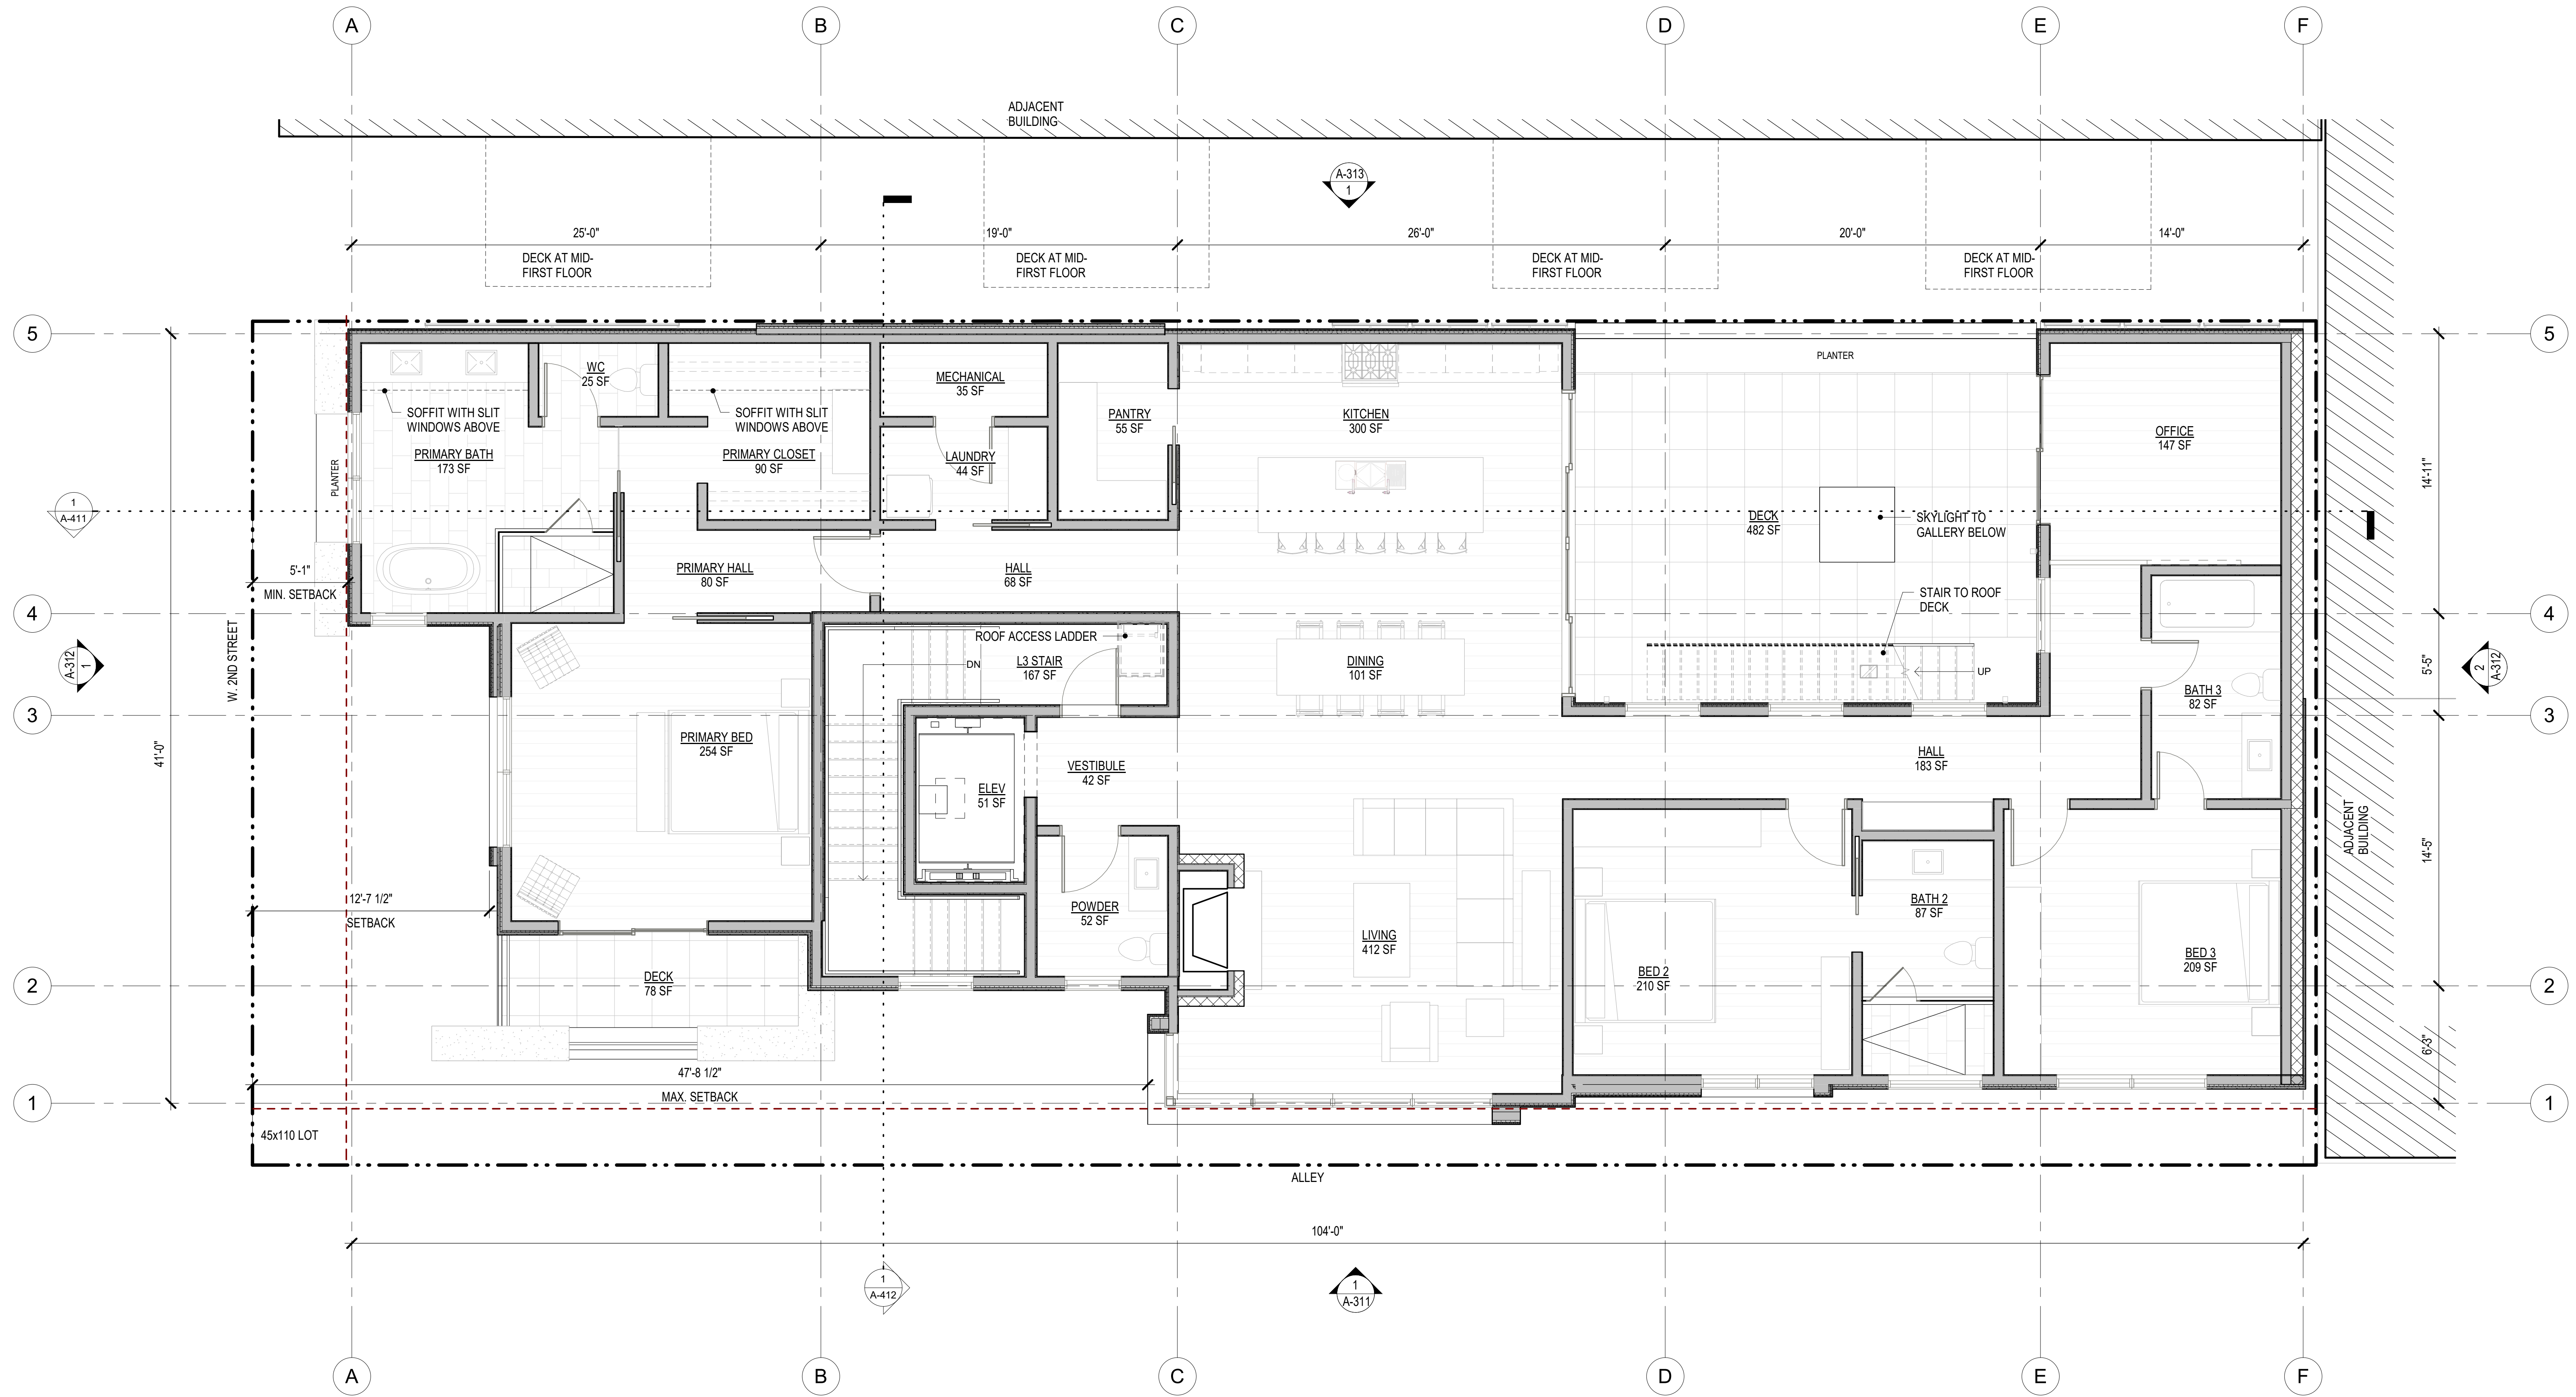 A
B
C
D
E
F
ADJACENT
BUILDING
A-313
1
25'-0"
19'-0"
26'-0"
20'-0"
14'-0"
DECK AT MID-
FIRST FLOOR
DECK AT MID-
FIRST FLOOR
DECK AT MID-
FIRST FLOOR
DECK AT MID-
FIRST FLOOR
5
5
PLANTER
WC
25 SF
MECHANICAL
35 SF
SOFFIT WITH SLIT
WINDOWS ABOVE
SOFFIT WITH SLIT
WINDOWS ABOVE
PANTRY
55 SF
KITCHEN
300 SF
OFFICE
147 SF
PRIMARY BATH
173 SF
PRIMARY CLOSET
90 SF
LAUNDRY
44 SF
PLANTER
14'-11"
1
A-411
DECK
482 SF
SKYLIGHT TO
GALLERY BELOW
5'-1"
MIN. SETBACK
PRIMARY HALL
80 SF
HALL
68 SF
STAIR TO ROOF
DECK
4
4
W. 2ND STREET
ROOF ACCESS LADDER
L3 STAIR
167 SF
DN
DINING
101 SF
UP
A-312
1
5'-5"
2
A-312
BATH 3
82 SF
3
3
41'-0"
PRIMARY BED
254 SF
VESTIBULE
42 SF
HALL
183 SF
ELEV
51 SF
ADJACENT
BUILDING
14'-5"
12'-7 1/2"
SETBACK
POWDER
52 SF
BATH 2
87 SF
LIVING
412 SF
BED 3
209 SF
DECK
78 SF
BED 2
210 SF
2
2
6'-3"
47'-8 1/2"
MAX. SETBACK
1
1
45x110 LOT
ALLEY
104'-0"
1
A-412
1
A-311
A
B
C
D
E
F